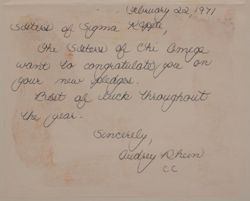 February 22, 1971
Sisters of Sigma Kappa,
The Sisters of Chi Omega
want to congratulate you on
your new pledges.
Best of luck throughout
the year.
Sincerely,
Audrey
CC